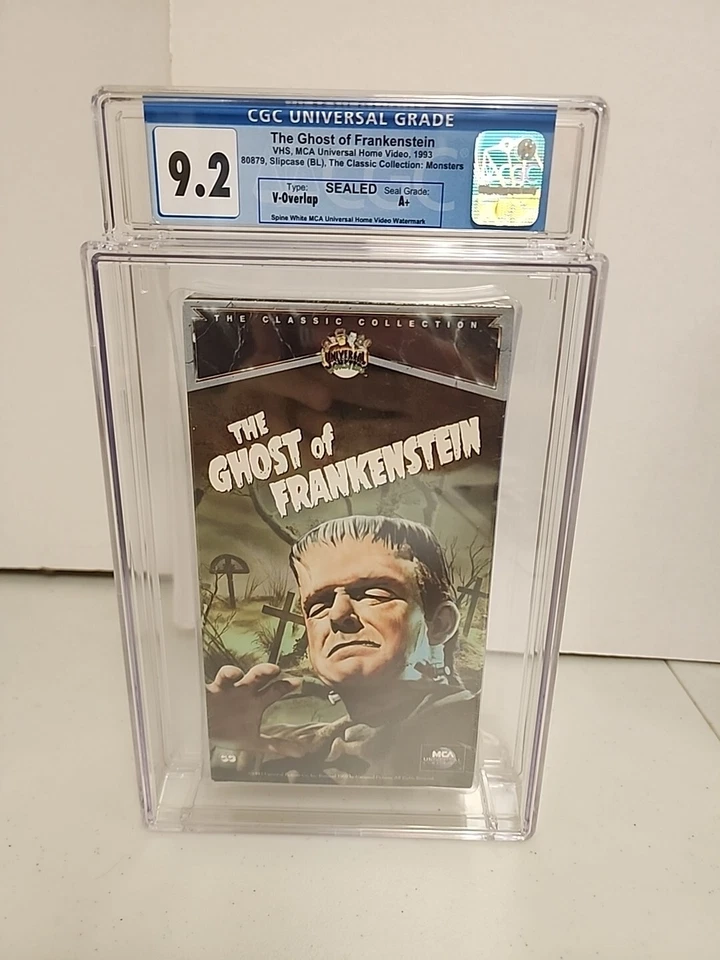 CGC UNIVERSAL GRADE
9.2
The Ghost of Frankenstein
VHS, MCA Universal Home Video, 1993
80879, Slipcase (BL), The Classic Collection: Monsters
Type: SEALED Seal Grade:
V-Overlap A+
Spine White MCA Universal Home Video Watermark
THE CLASSIC COLLECTION
UNIVERSAL
MONSTERS
THE
GHOST of
FRANKENSTEIN
MCA
UNIVERSAL